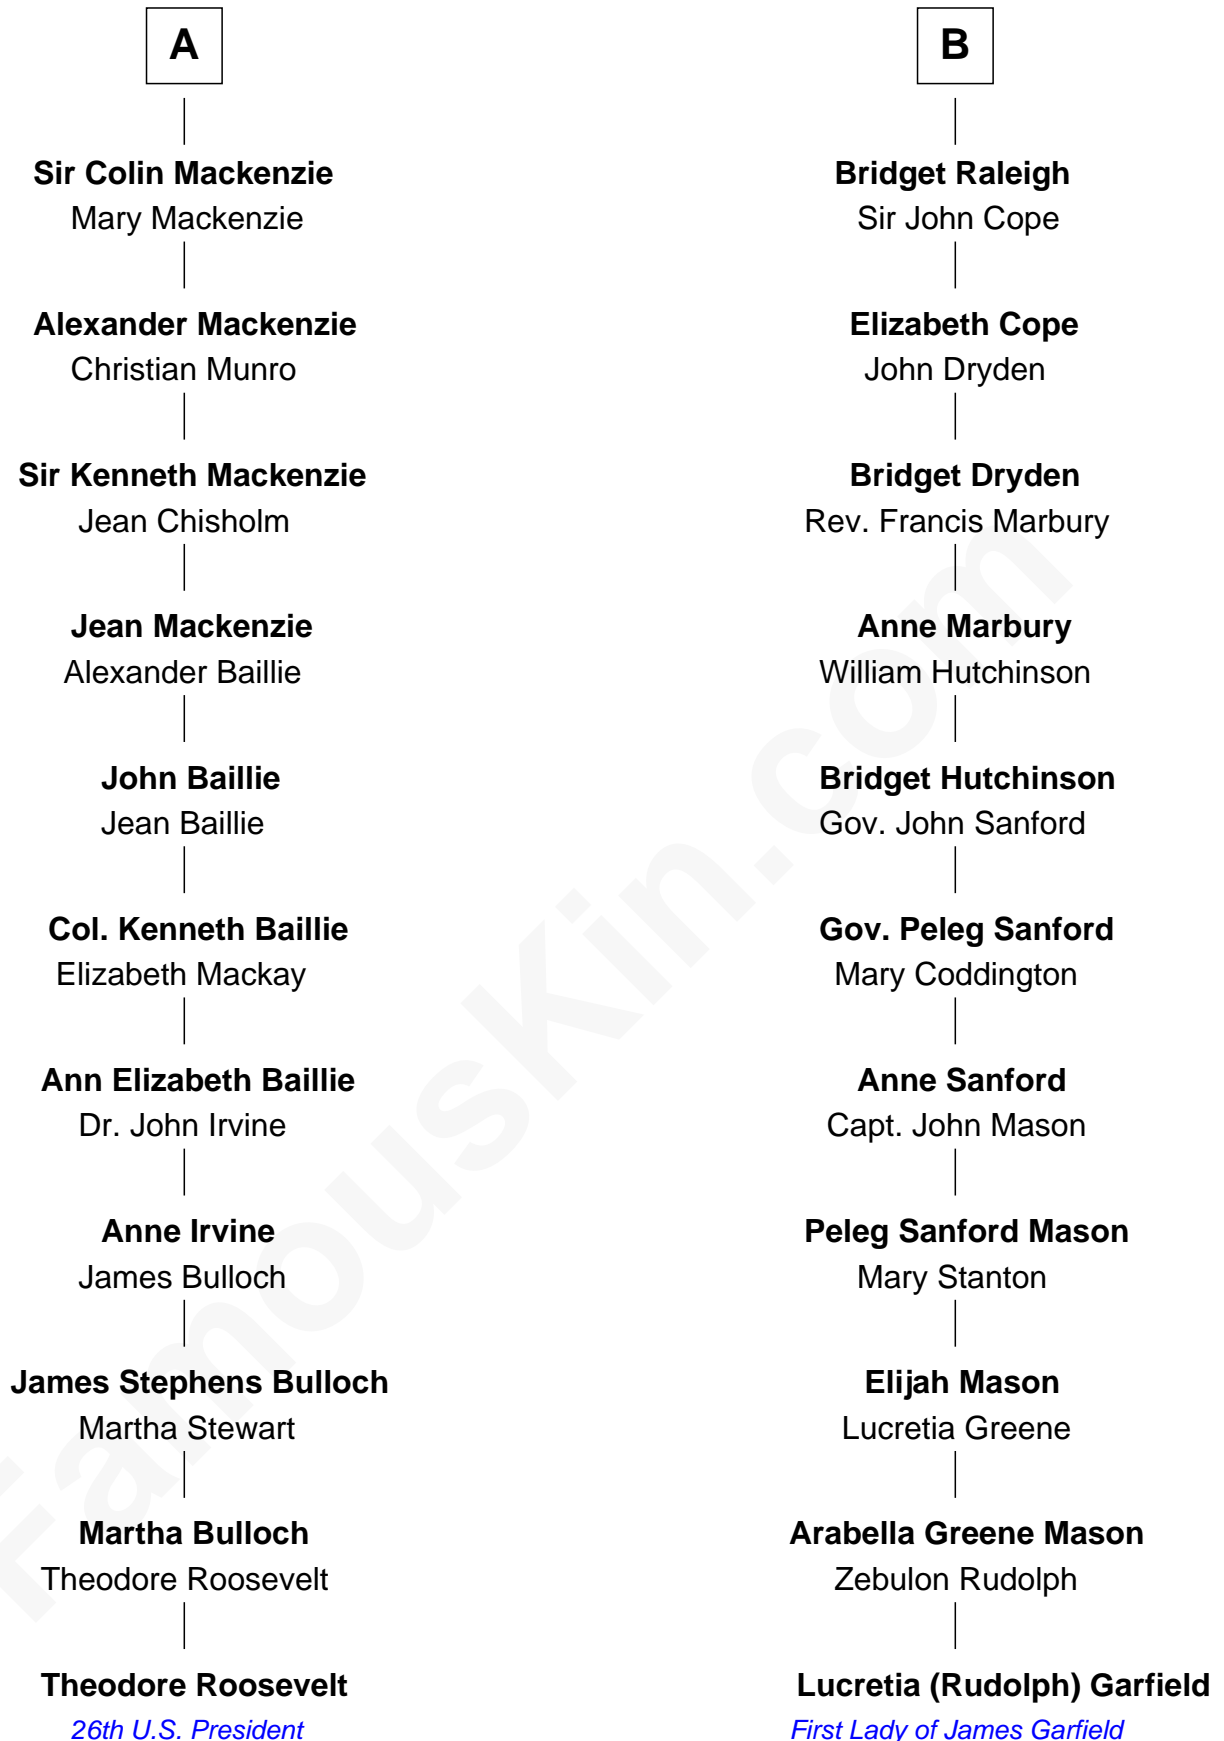 A
Sir Colin Mackenzie
Mary Mackenzie
Alexander Mackenzie
Christian Munro
Sir Kenneth Mackenzie
Jean Chisholm
Jean Mackenzie
Alexander Baillie
John Baillie
Jean Baillie
Col. Kenneth Baillie
Elizabeth Mackay
Ann Elizabeth Baillie
Dr. John Irvine
Anne Irvine
James Bulloch
James Stephens Bulloch
Martha Stewart
Martha Bulloch
Theodore Roosevelt
Theodore Roosevelt
26th U.S. President
B
Bridget Raleigh
Sir John Cope
Elizabeth Cope
John Dryden
Bridget Dryden
Rev. Francis Marbury
Anne Marbury
William Hutchinson
Bridget Hutchinson
Gov. John Sanford
Gov. Peleg Sanford
Mary Coddington
Anne Sanford
Capt. John Mason
Peleg Sanford Mason
Mary Stanton
Elijah Mason
Lucretia Greene
Arabella Greene Mason
Zebulon Rudolph
Lucretia (Rudolph) Garfield
First Lady of James Garfield
FamousKin.com